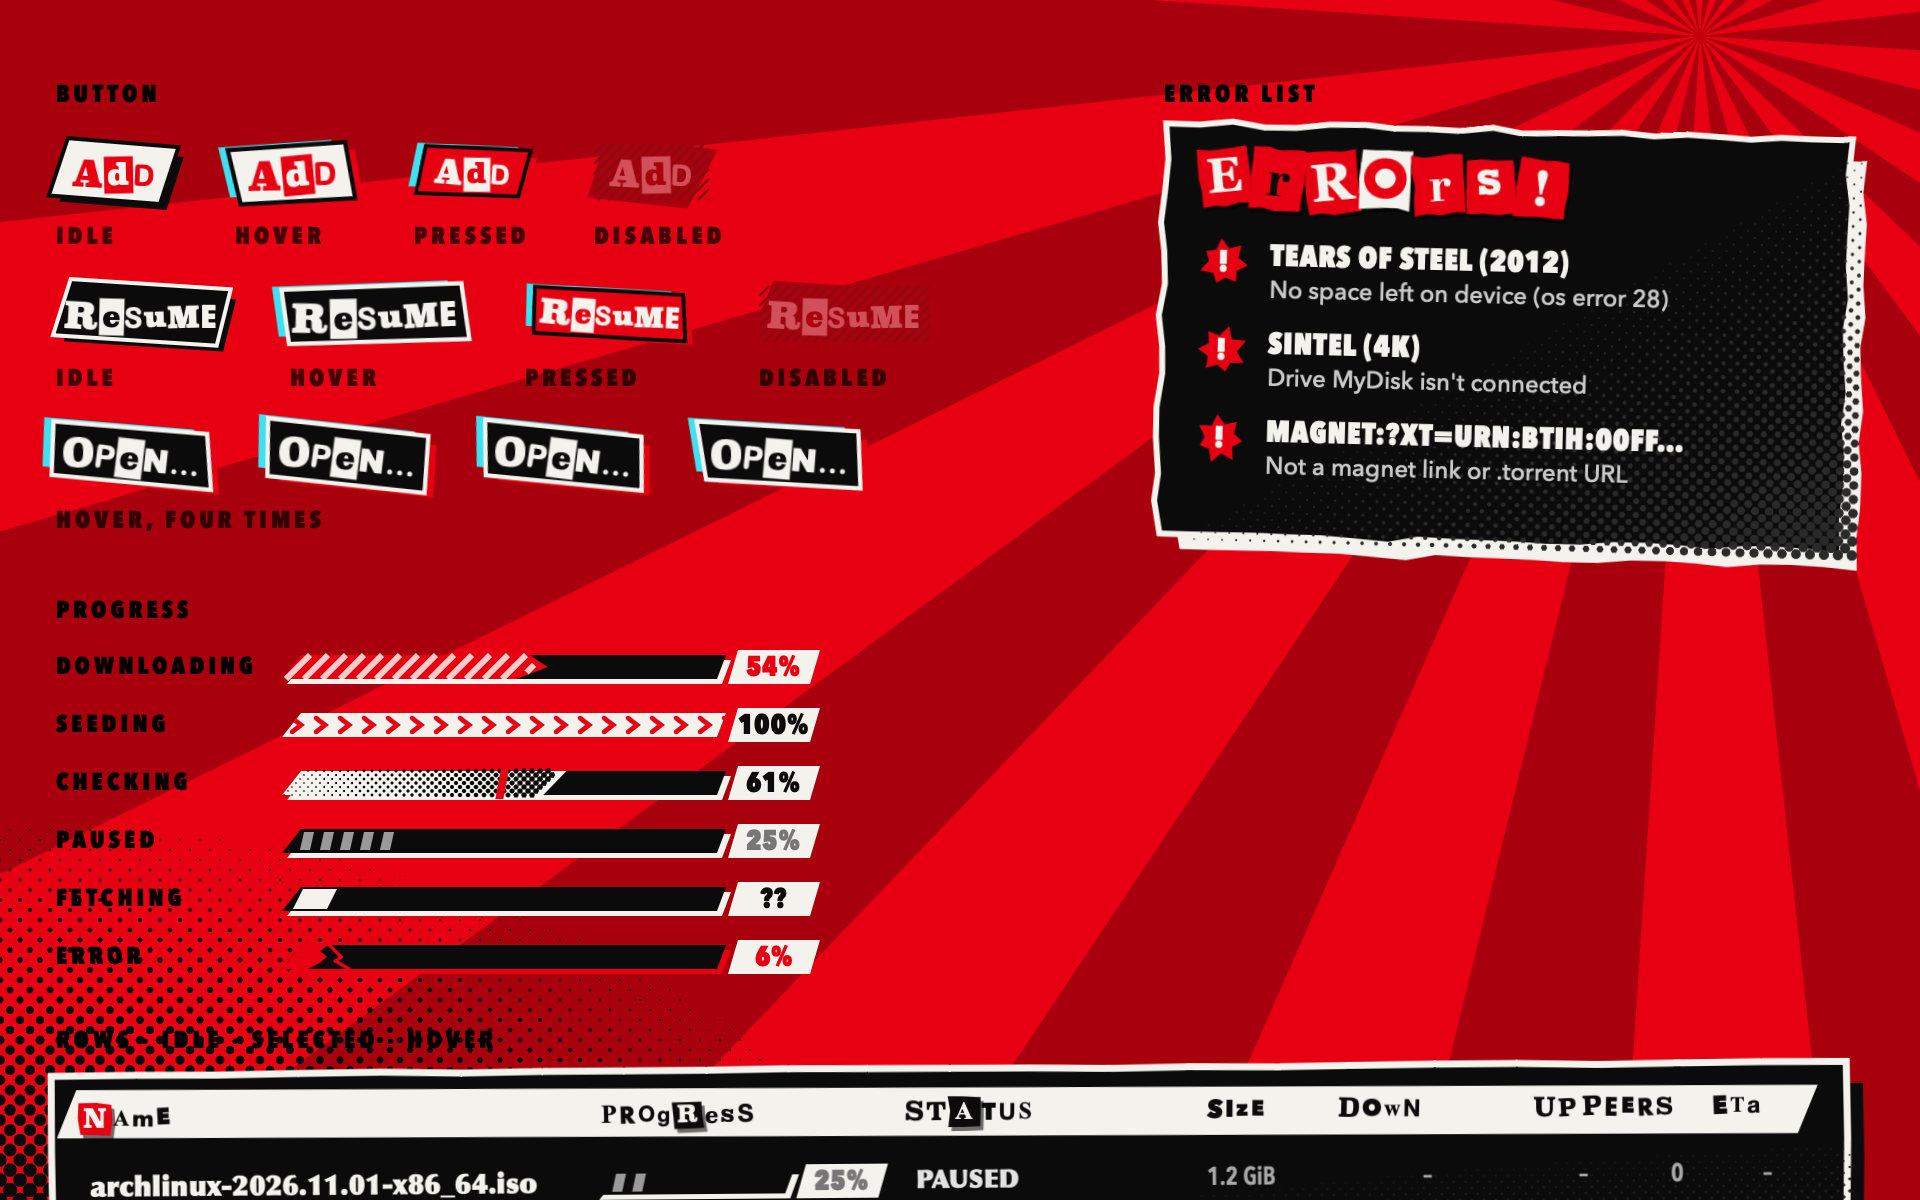 BUTTON
AdD AdD AdD AdD
IDLE HOVER PRESSED DISABLED
ReSuME ReSuME ReSuME ReSuME
IDLE HOVER PRESSED DISABLED
OPeN... OPeN... OPeN... OPeN...
HOVER, FOUR TIMES
PROGRESS
DOWNLOADING 54%
SEEDING 100%
CHECKING 61%
PAUSED 25%
FETCHING ??
ERROR 6%
ERROR LIST
ErROrs!
! TEARS OF STEEL (2012)
No space left on device (os error 28)
! SINTEL (4K)
Drive MyDisk isn't connected
! MAGNET:?XT=URN:BTIH:00FF...
Not a magnet link or .torrent URL
ROWS · IDLE · SELECTED · HOVER
NAmE PROgResS STATUS SIzE DOwN UP PEERS ETa
archlinux-2026.11.01-x86_64.iso 25% PAUSED 1.2 GiB – – 0 –